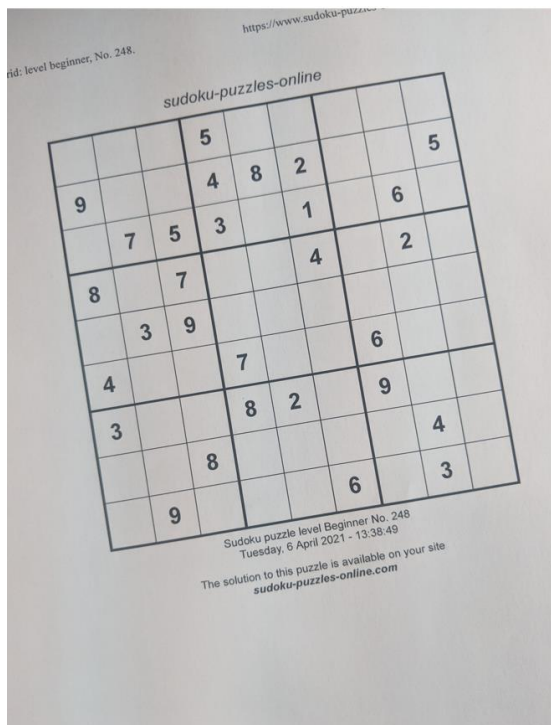 https://www.sudoku-puzzles-
rid: level beginner, No. 248.
sudoku-puzzles-online
5
9 4 8 2 5
7 5 3 1 6
8 7 4 2
3 9
4 7 6
3 8 2 9
8 4
9 6 3
Sudoku puzzle level Beginner No. 248
Tuesday, 6 April 2021 - 13:38:49
The solution to this puzzle is available on your site
sudoku-puzzles-online.com